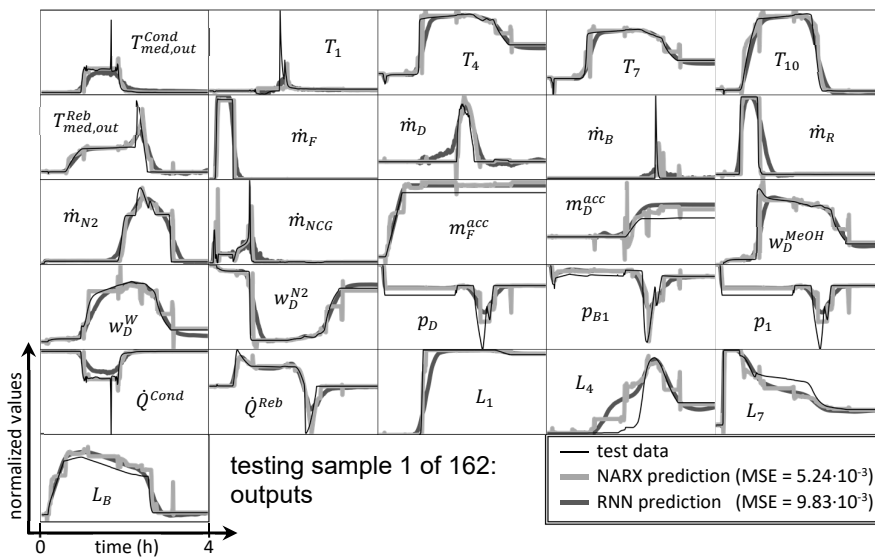 T_{med,out}^{Cond} T_1 T_4 T_7 T_{10}
T_{med,out}^{Reb} ṁ_F ṁ_D ṁ_B ṁ_R
ṁ_{N2} ṁ_{NCG} m_F^{acc} m_D^{acc} w_D^{MeOH}
w_D^W w_D^{N2} p_D p_{B1} p_1
Q̇^{Cond} Q̇^{Reb} L_1 L_4 L_7
L_B
normalized values
0 time (h) 4
testing sample 1 of 162:
outputs
test data
NARX prediction (MSE = 5.24·10^{-3})
RNN prediction (MSE = 9.83·10^{-3})